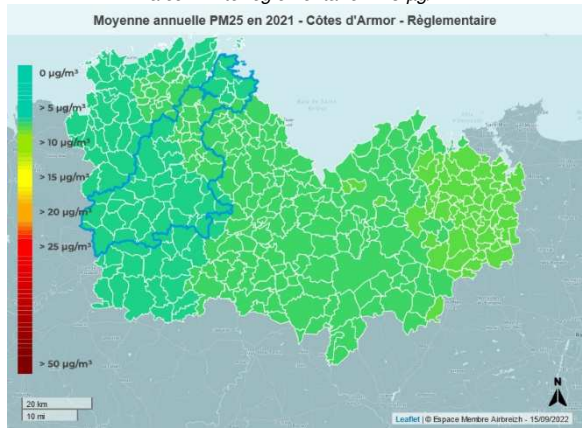 Moyenne annuelle PM25 en 2021 - Côtes d'Armor - Règlementaire
0 µg/m³
> 5 µg/m³
> 10 µg/m³
> 15 µg/m³
> 20 µg/m³
> 25 µg/m³
> 50 µg/m³
20 km
10 mi
N
Leaflet | © Espace Membre Airbreizh - 15/09/2022